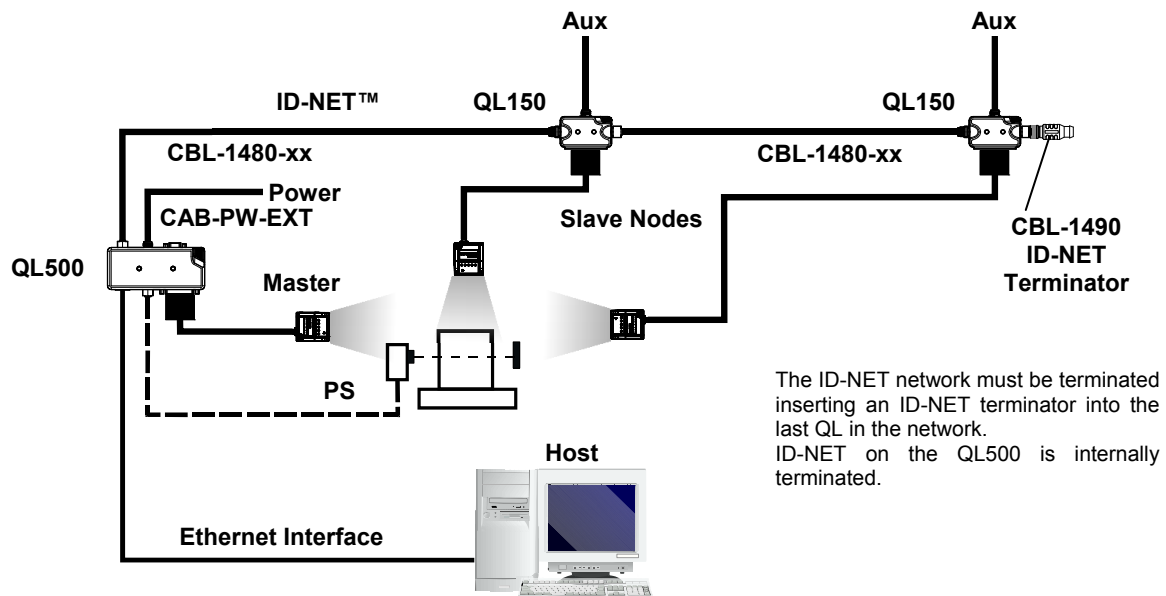 Aux
Aux
ID-NET™
QL150
QL150
CBL-1480-xx
CBL-1480-xx
Power
CAB-PW-EXT
Slave Nodes
CBL-1490
ID-NET
Terminator
QL500
Master
PS
The ID-NET network must be terminated
inserting an ID-NET terminator into the
last QL in the network.
ID-NET on the QL500 is internally
terminated.
Host
Ethernet Interface